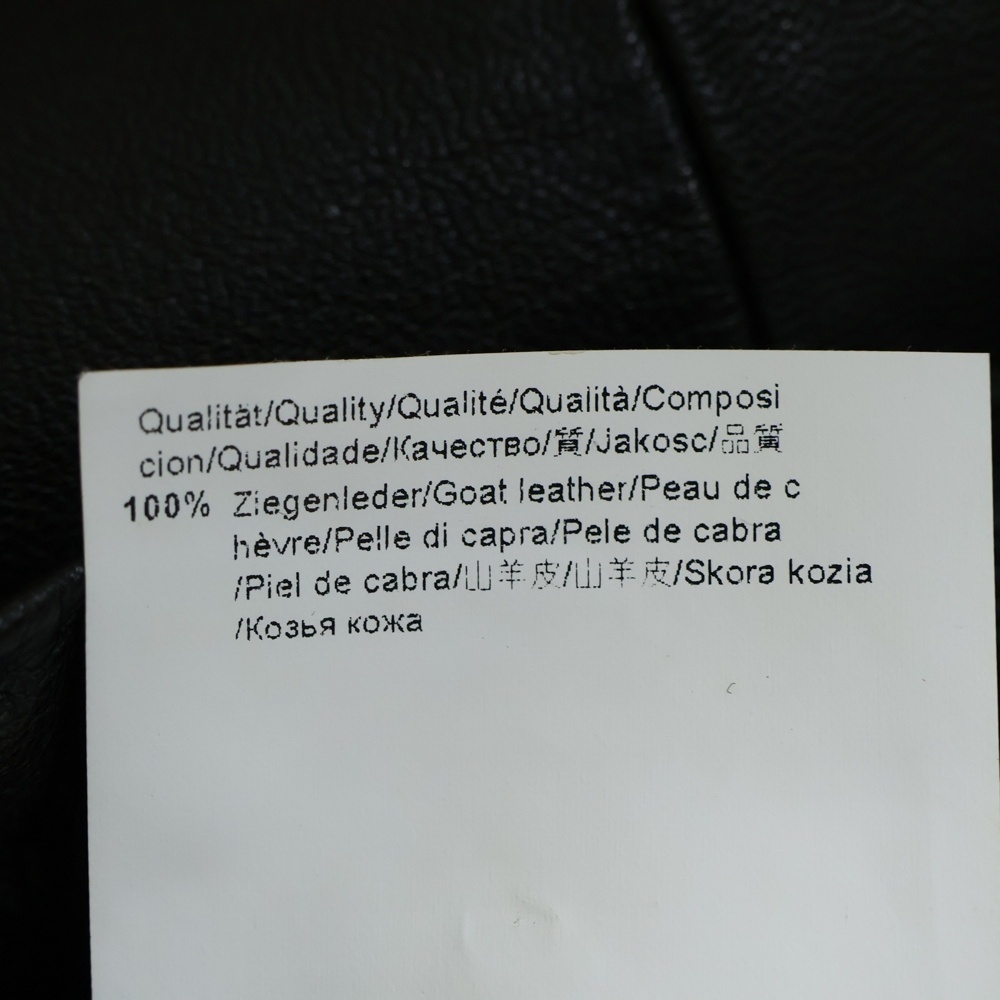 Qualität/Quality/Qualité/Qualità/Composi
cion/Qualidade/Качество/質/Jakosc/品質
100% Ziegenleder/Goat leather/Peau de c
hèvre/Pelle di capra/Pele de cabra
/Piel de cabra/山羊皮/山羊皮/Skora kozia
/Козья кожа